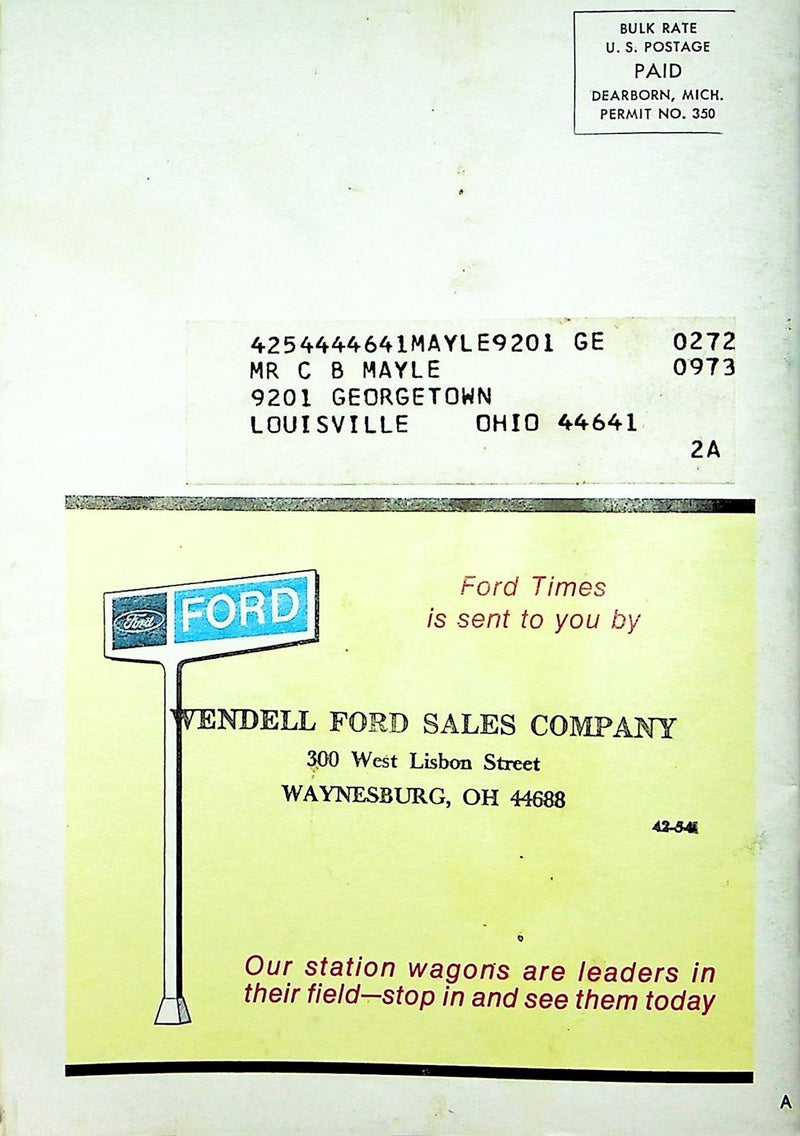 BULK RATE
U. S. POSTAGE
PAID
DEARBORN, MICH.
PERMIT NO. 350
4254444641MAYLE9201 GE 0272
MR C B MAYLE 0973
9201 GEORGETOWN
LOUISVILLE OHIO 44641
2A
Ford FORD
Ford Times
is sent to you by
WENDELL FORD SALES COMPANY
300 West Lisbon Street
WAYNESBURG, OH 44688
Our station wagons are leaders in
their field—stop in and see them today
A